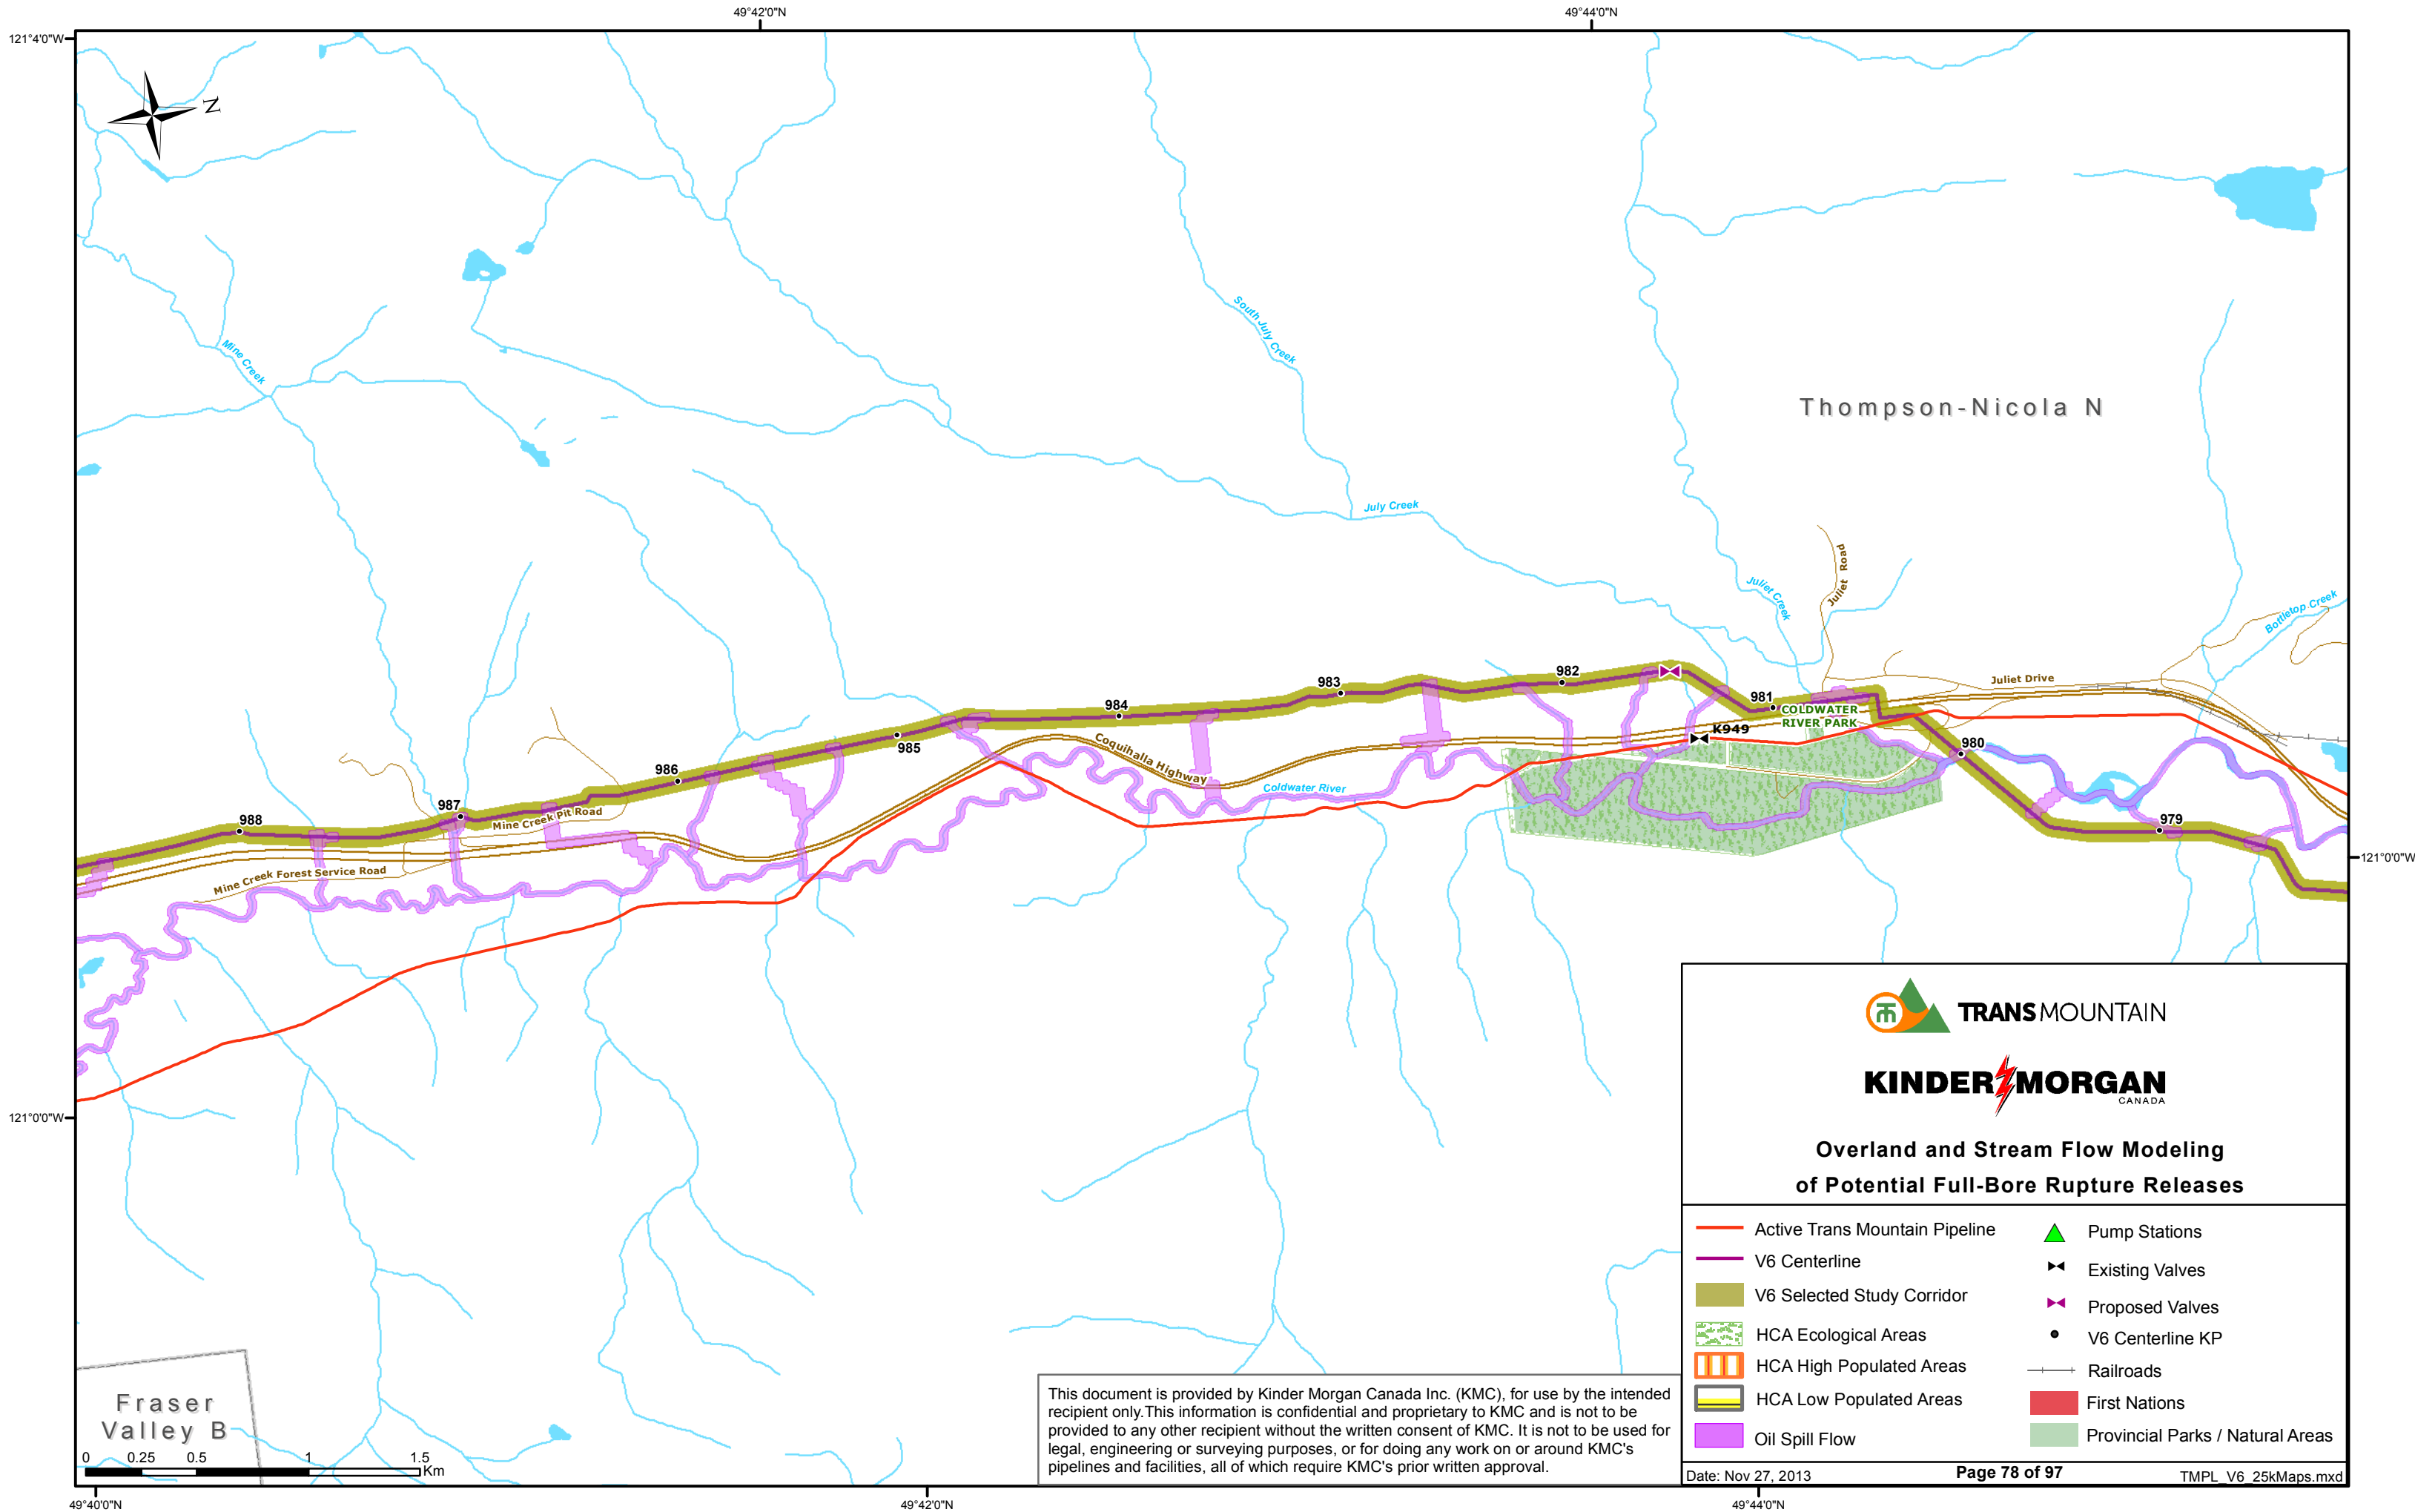 49°42'0"N
49°44'0"N
121°4'0"W
N
Mine Creek
South July Creek
July Creek
Thompson-Nicola N
Juliet Road
Juliet Creek
Bottletop Creek
Juliet Drive
COLDWATER
RIVER PARK
K949
988
987
986
985
984
983
982
981
980
979
Coquihalla Highway
Coldwater River
Mine Creek Pit Road
Mine Creek Forest Service Road
121°0'0"W
121°0'0"W
TRANSMOUNTAIN
KINDER MORGAN
CANADA
Overland and Stream Flow Modeling
of Potential Full-Bore Rupture Releases
Active Trans Mountain Pipeline
V6 Centerline
V6 Selected Study Corridor
HCA Ecological Areas
HCA High Populated Areas
HCA Low Populated Areas
Oil Spill Flow
Pump Stations
Existing Valves
Proposed Valves
V6 Centerline KP
Railroads
First Nations
Provincial Parks / Natural Areas
Date: Nov 27, 2013
Page 78 of 97
TMPL_V6_25kMaps.mxd
This document is provided by Kinder Morgan Canada Inc. (KMC), for use by the intended
recipient only.This information is confidential and proprietary to KMC and is not to be
provided to any other recipient without the written consent of KMC. It is not to be used for
legal, engineering or surveying purposes, or for doing any work on or around KMC's
pipelines and facilities, all of which require KMC's prior written approval.
Fraser
Valley B
0 0.25 0.5 1 1.5
Km
49°40'0"N
49°42'0"N
49°44'0"N